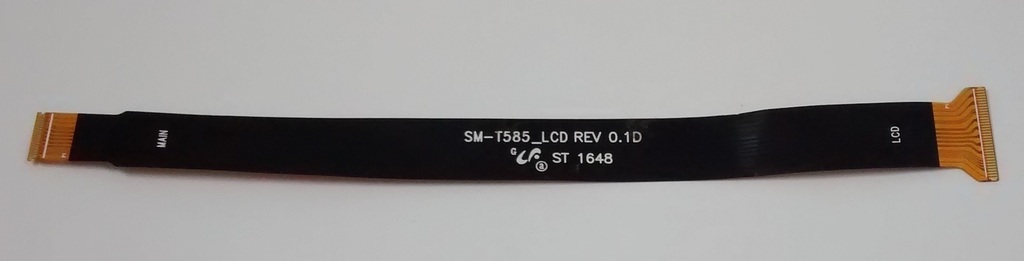 MAIN
SM-T585_LCD REV 0.1D
ST 1648
LCD